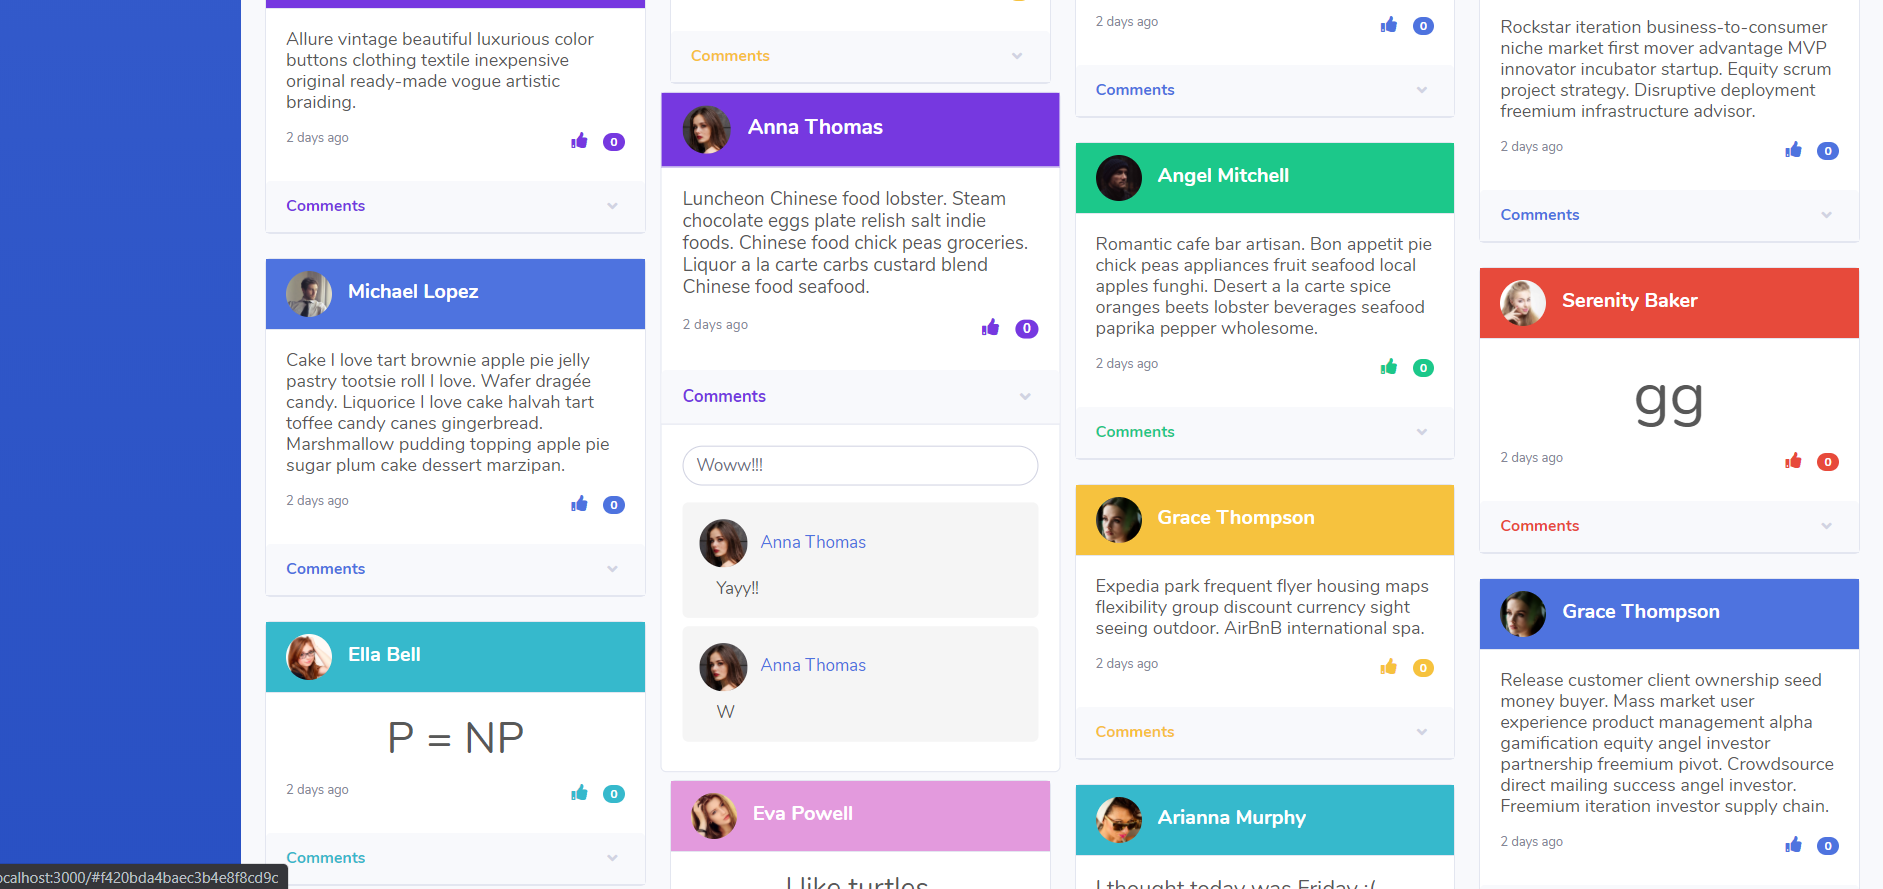 Allure vintage beautiful luxurious color
buttons clothing textile inexpensive
original ready-made vogue artistic
braiding.
2 days ago
0
Comments
Michael Lopez
Cake I love tart brownie apple pie jelly
pastry tootsie roll I love. Wafer dragée
candy. Liquorice I love cake halvah tart
toffee candy canes gingerbread.
Marshmallow pudding topping apple pie
sugar plum cake dessert marzipan.
2 days ago
0
Comments
Ella Bell
P = NP
2 days ago
0
Comments
Comments
Anna Thomas
Luncheon Chinese food lobster. Steam
chocolate eggs plate relish salt indie
foods. Chinese food chick peas groceries.
Liquor a la carte carbs custard blend
Chinese food seafood.
2 days ago
0
Comments
Woww!!!
Anna Thomas
Yayy!!
Anna Thomas
W
Eva Powell
I like turtles
2 days ago
0
Comments
Angel Mitchell
Romantic cafe bar artisan. Bon appetit pie
chick peas appliances fruit seafood local
apples funghi. Desert a la carte spice
oranges beets lobster beverages seafood
paprika pepper wholesome.
2 days ago
0
Comments
Grace Thompson
Expedia park frequent flyer housing maps
flexibility group discount currency sight
seeing outdoor. AirBnB international spa.
2 days ago
0
Comments
Arianna Murphy
I thought today was Friday :(
Rockstar iteration business-to-consumer
niche market first mover advantage MVP
innovator incubator startup. Equity scrum
project strategy. Disruptive deployment
freemium infrastructure advisor.
2 days ago
0
Comments
Serenity Baker
gg
2 days ago
0
Comments
Grace Thompson
Release customer client ownership seed
money buyer. Mass market user
experience product management alpha
gamification equity angel investor
partnership freemium pivot. Crowdsource
direct mailing success angel investor.
Freemium iteration investor supply chain.
2 days ago
0
ocalhost:3000/#f420bda4baec3b4e8f8cd9c